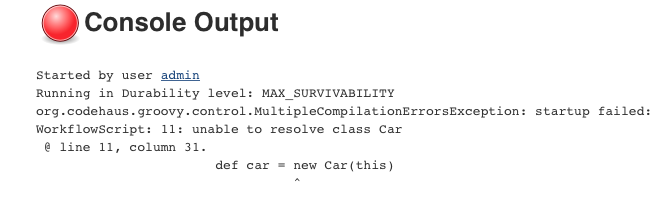 Console Output
Started by user admin
Running in Durability level: MAX_SURVIVABILITY
org.codehaus.groovy.control.MultipleCompilationErrorsException: startup failed:
WorkflowScript: 11: unable to resolve class Car
 @ line 11, column 31.
                       def car = new Car(this)
                                 ^